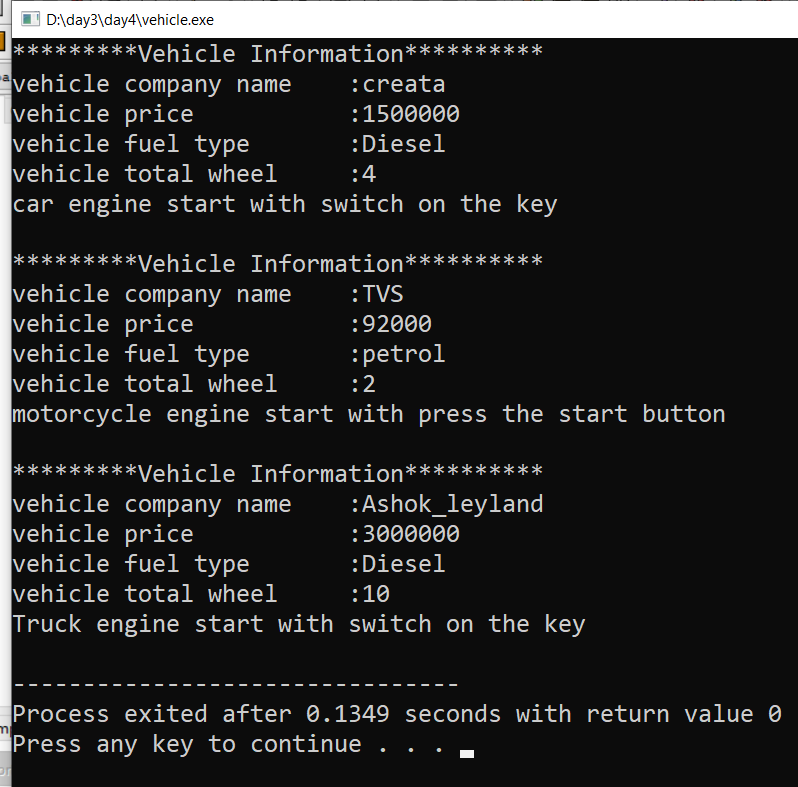 D:\day3\day4\vehicle.exe
*********Vehicle Information**********
vehicle company name    :creata
vehicle price           :1500000
vehicle fuel type       :Diesel
vehicle total wheel     :4
car engine start with switch on the key
*********Vehicle Information**********
vehicle company name    :TVS
vehicle price           :92000
vehicle fuel type       :petrol
vehicle total wheel     :2
motorcycle engine start with press the start button
*********Vehicle Information**********
vehicle company name    :Ashok_leyland
vehicle price           :3000000
vehicle fuel type       :Diesel
vehicle total wheel     :10
Truck engine start with switch on the key
--------------------------------
Process exited after 0.1349 seconds with return value 0
Press any key to continue . . .